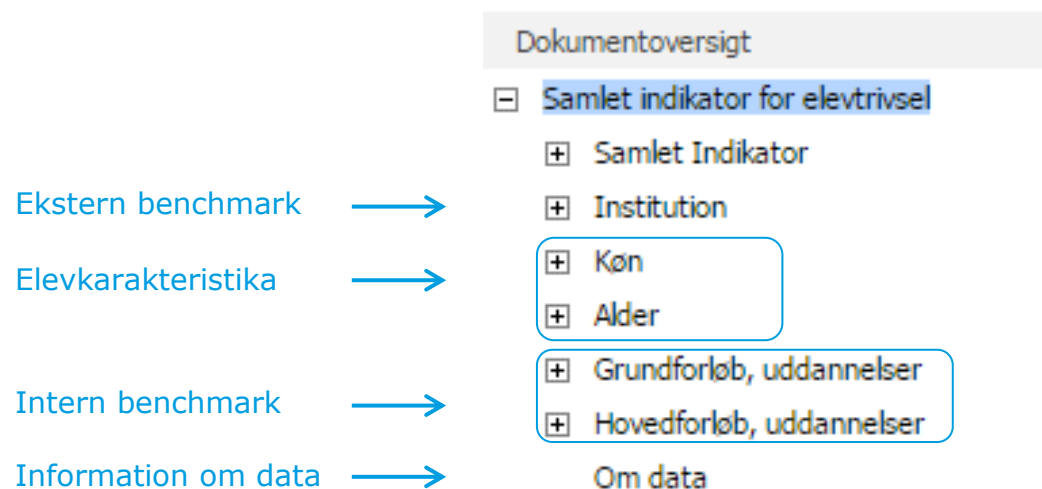 Dokumentoversigt
Samlet indikator for elevtrivsel
Samlet Indikator
Ekstern benchmark
Institution
Elevkarakteristika
Køn
Alder
Intern benchmark
Grundforløb, uddannelser
Hovedforløb, uddannelser
Information om data
Om data